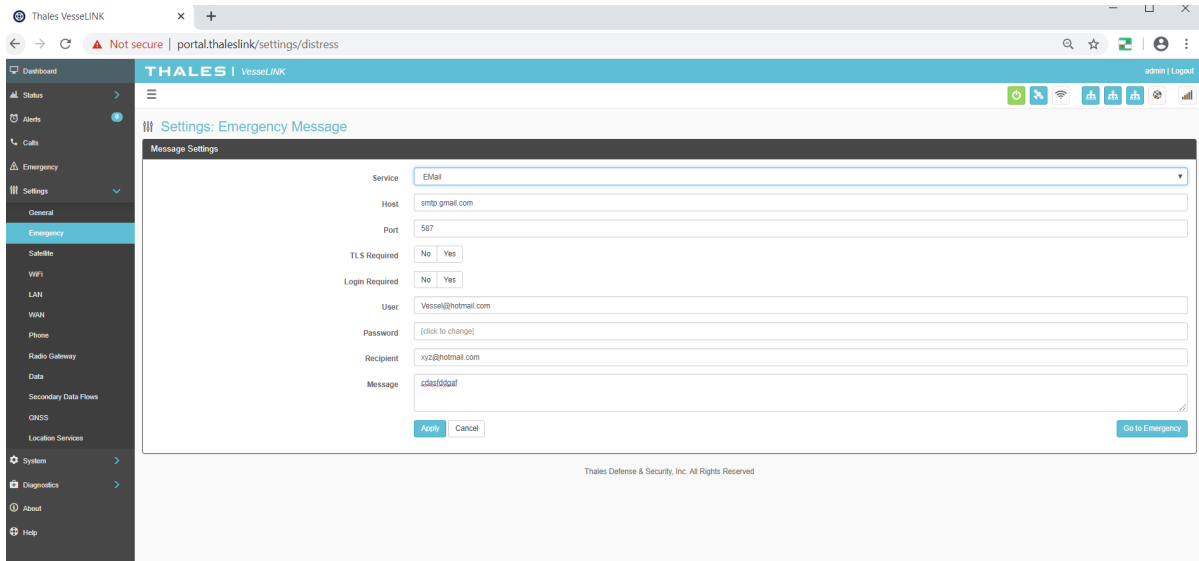 Thales VesseLINK
Not secure | portal.thaleslink/settings/distress
Dashboard
Status
Alerts 0
Calls
Emergency
Settings
General
Emergency
Satellite
WiFi
LAN
WAN
Phone
Radio Gateway
Data
Secondary Data Flows
GNSS
Location Services
System
Diagnostics
About
Help
THALES | VesseLINK
admin | Logout
Settings: Emergency Message
Message Settings
Service EMail
Host smtp.gmail.com
Port 587
TLS Required No Yes
Login Required No Yes
User Vessel@hotmail.com
Password [click to change]
Recipient xyz@hotmail.com
Message cdasfddgaf
Apply Cancel Go to Emergency
Thales Defense & Security, Inc. All Rights Reserved